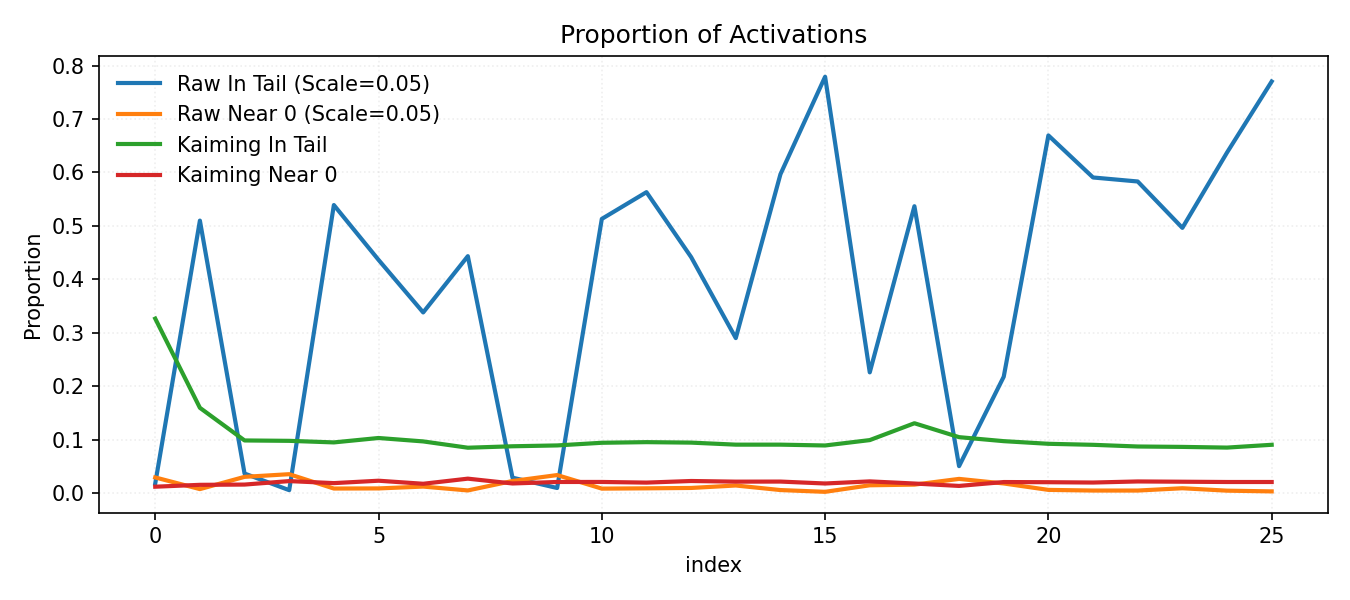 Proportion of Activations
Raw In Tail (Scale=0.05)
Raw Near 0 (Scale=0.05)
Kaiming In Tail
Kaiming Near 0
Proportion
0.8
0.7
0.6
0.5
0.4
0.3
0.2
0.1
0.0
0 5 10 15 20 25
index